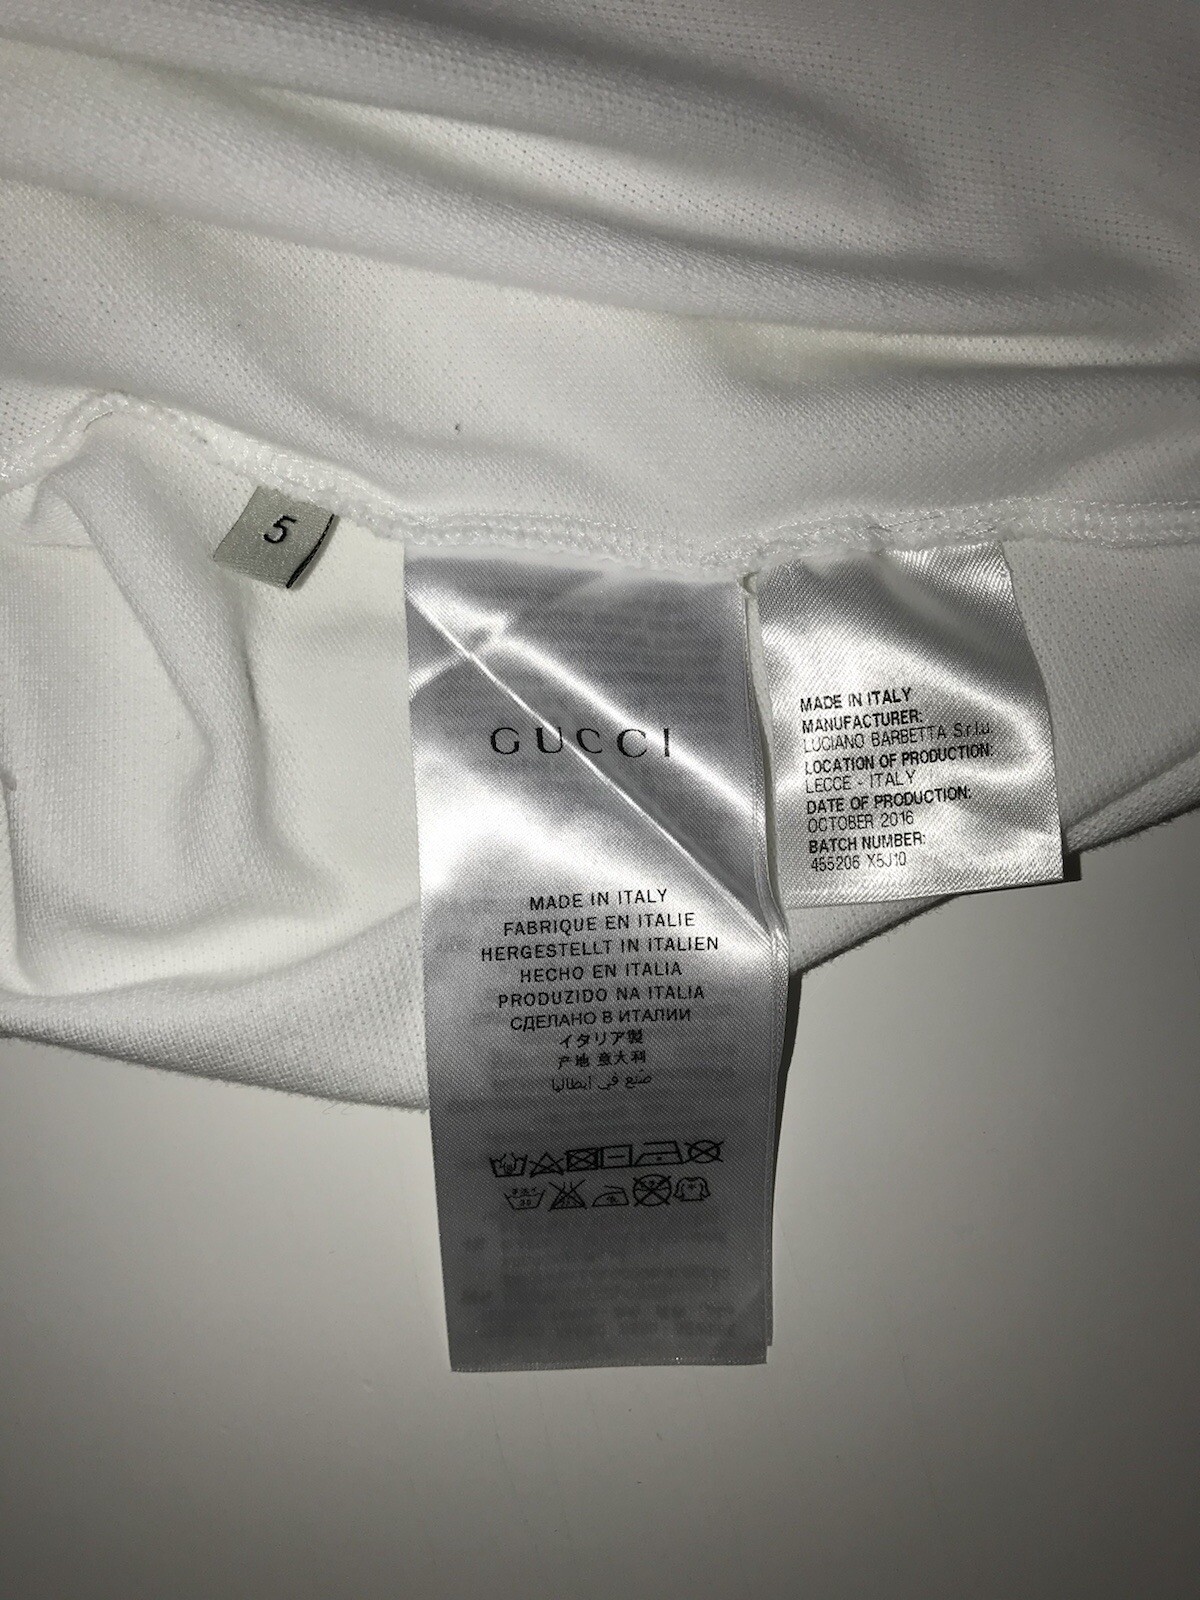 5
GUCCI
MADE IN ITALY
FABRIQUE EN ITALIE
HERGESTELLT IN ITALIEN
HECHO EN ITALIA
PRODUZIDO NA ITALIA
СДЕЛАНО В ИТАЛИИ
イタリア製
产地 意大利
صنع في ايطاليا
MADE IN ITALY
MANUFACTURER:
LUCIANO BARBETTA S.r.l.u.
LOCATION OF PRODUCTION:
LECCE - ITALY
DATE OF PRODUCTION:
OCTOBER 2016
BATCH NUMBER:
455206 X5J10